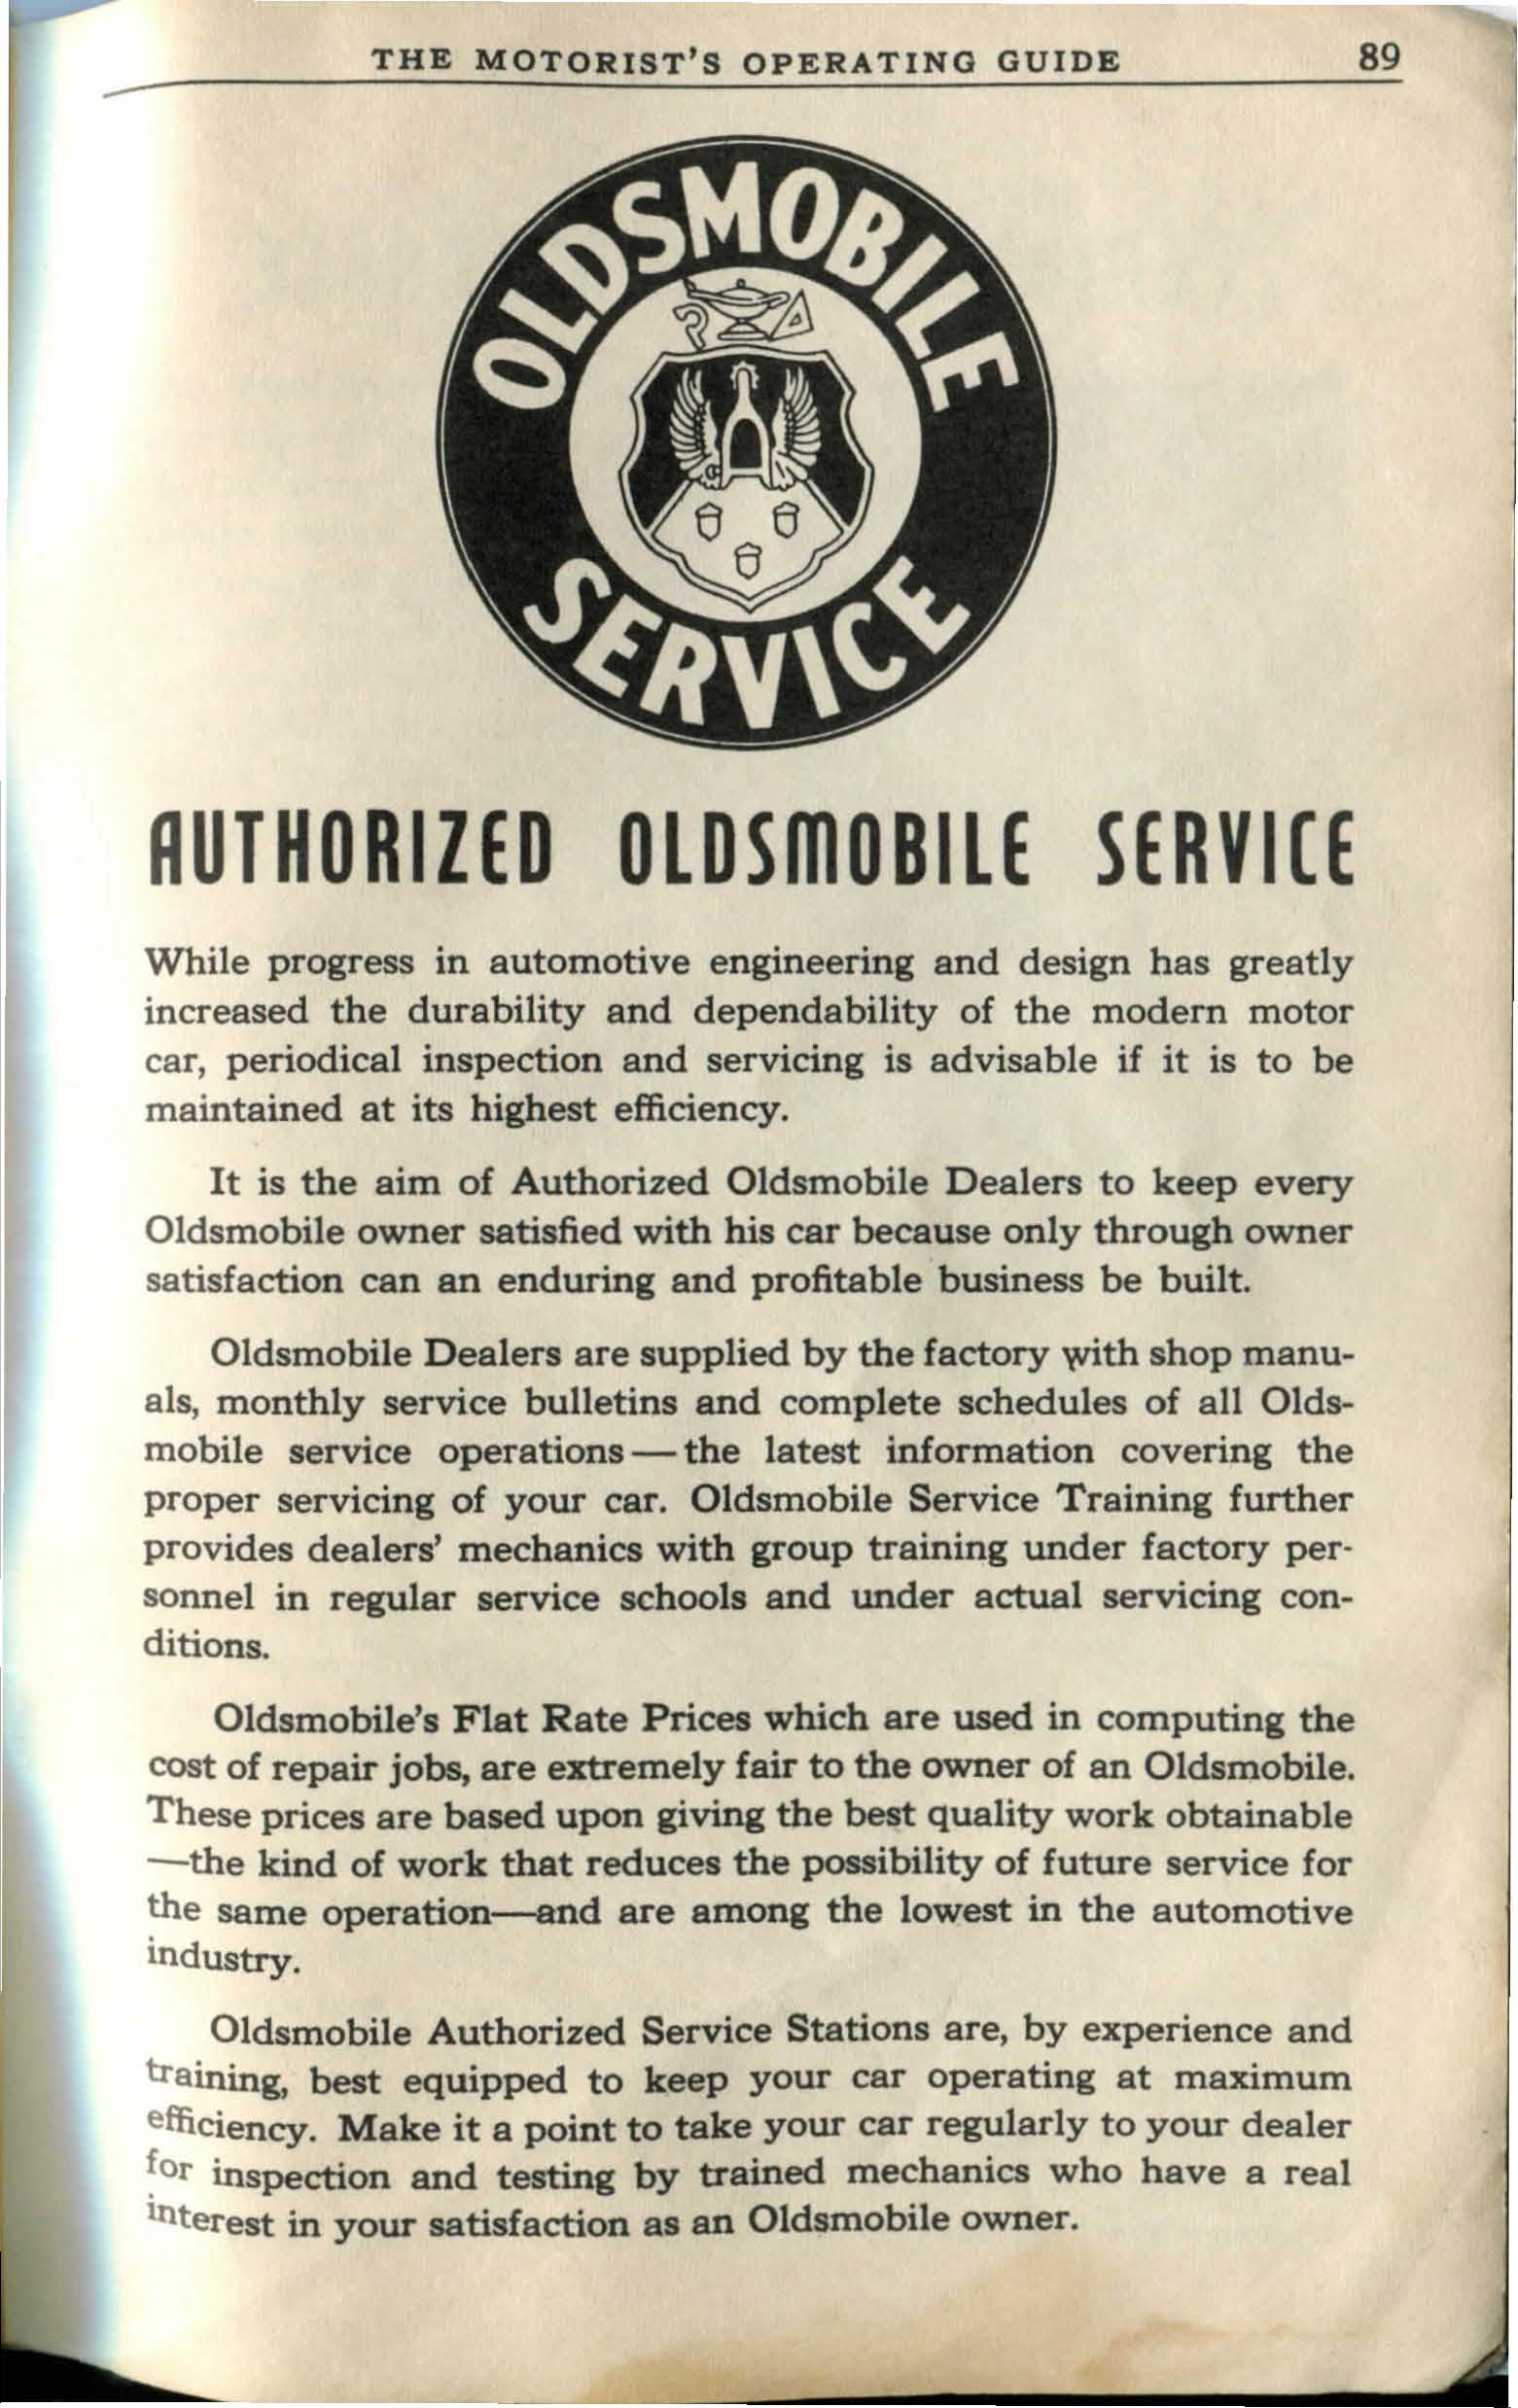 THE MOTORIST'S OPERATING GUIDE 89
OLDSMOBILE
SERVICE
AUTHORIZED OLDSMOBILE SERVICE
While progress in automotive engineering and design has greatly
increased the durability and dependability of the modern motor
car, periodical inspection and servicing is advisable if it is to be
maintained at its highest efficiency.
It is the aim of Authorized Oldsmobile Dealers to keep every
Oldsmobile owner satisfied with his car because only through owner
satisfaction can an enduring and profitable business be built.
Oldsmobile Dealers are supplied by the factory with shop manu-
als, monthly service bulletins and complete schedules of all Olds-
mobile service operations—the latest information covering the
proper servicing of your car. Oldsmobile Service Training further
provides dealers' mechanics with group training under factory per-
sonnel in regular service schools and under actual servicing con-
ditions.
Oldsmobile's Flat Rate Prices which are used in computing the
cost of repair jobs, are extremely fair to the owner of an Oldsmobile.
These prices are based upon giving the best quality work obtainable
—the kind of work that reduces the possibility of future service for
the same operation—and are among the lowest in the automotive
industry.
Oldsmobile Authorized Service Stations are, by experience and
training, best equipped to keep your car operating at maximum
efficiency. Make it a point to take your car regularly to your dealer
for inspection and testing by trained mechanics who have a real
interest in your satisfaction as an Oldsmobile owner.